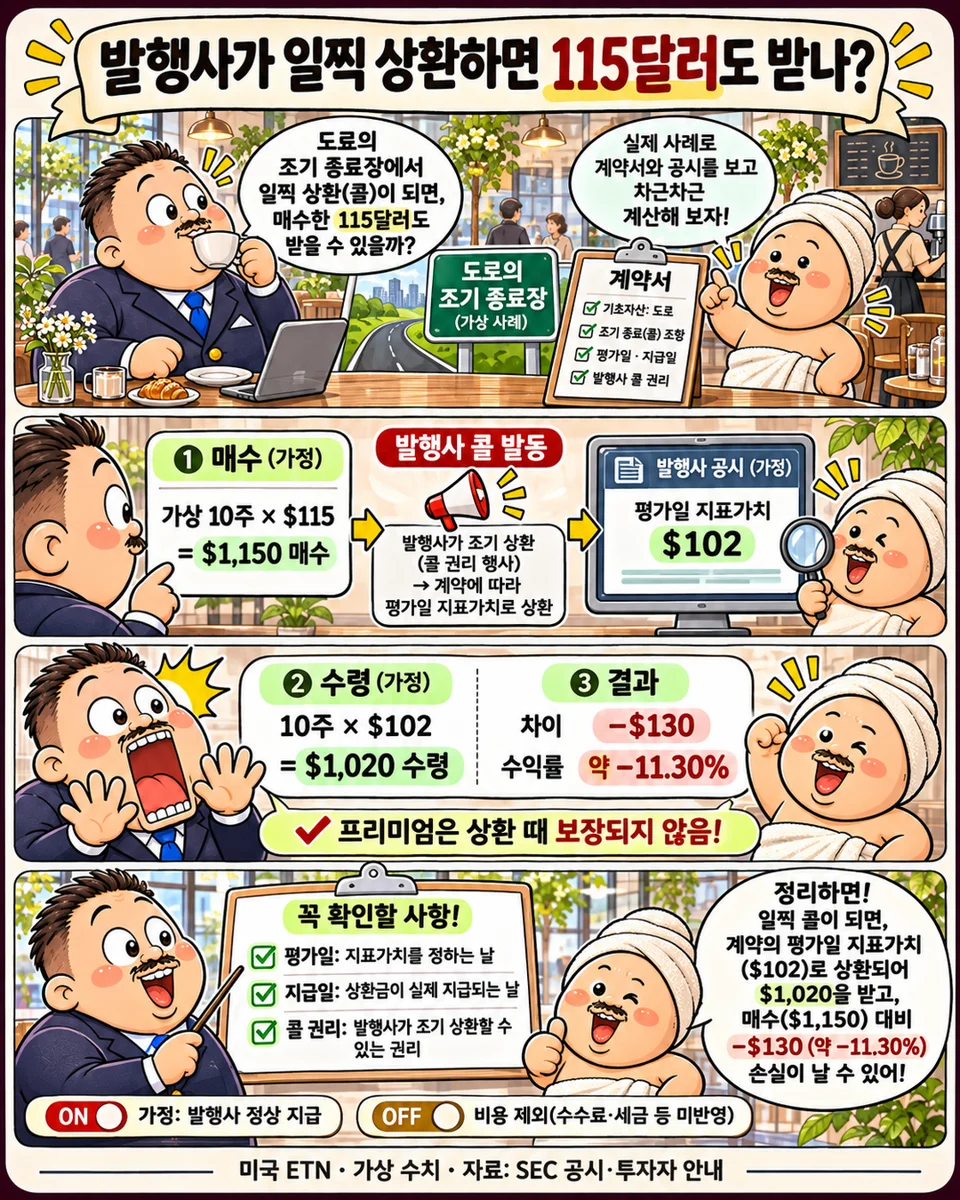 발행사가 일찍 상환하면 115달러도 받나?
도료의
조기 종료장에서
일찍 상환(콜)이 되면,
매수한 115달러도
받을 수 있을까?
실제 사례로
계약서와 공시를 보고
차근차근
계산해 보자!
도로의
조기 종료장
(가상 사례)
계약서
기초자산: 도로
조기 종료(콜) 조항
평가일 · 지급일
발행사 콜 권리
1 매수 (가정)
가상 10주 × $115
= $1,150 매수
발행사 콜 발동
발행사가 조기 상환
(콜 권리 행사)
→ 계약에 따라
평가일 지표가치로 상환
발행사 공시 (가정)
평가일 지표가치
$102
2 수령 (가정)
10주 × $102
= $1,020 수령
3 결과
차이 −$130
수익률 약 −11.30%
프리미엄은 상환 때 보장되지 않음!
꼭 확인할 사항!
평가일: 지표가치를 정하는 날
지급일: 상환금이 실제 지급되는 날
콜 권리: 발행사가 조기 상환할 수
있는 권리
정리하면!
일찍 콜이 되면,
계약의 평가일 지표가치
($102)로 상환되어
$1,020을 받고,
매수($1,150) 대비
−$130 (약 −11.30%)
손실이 날 수 있어!
ON 가정: 발행사 정상 지급
OFF 비용 제외(수수료·세금 등 미반영)
미국 ETN · 가상 수치 · 자료: SEC 공시·투자자 안내